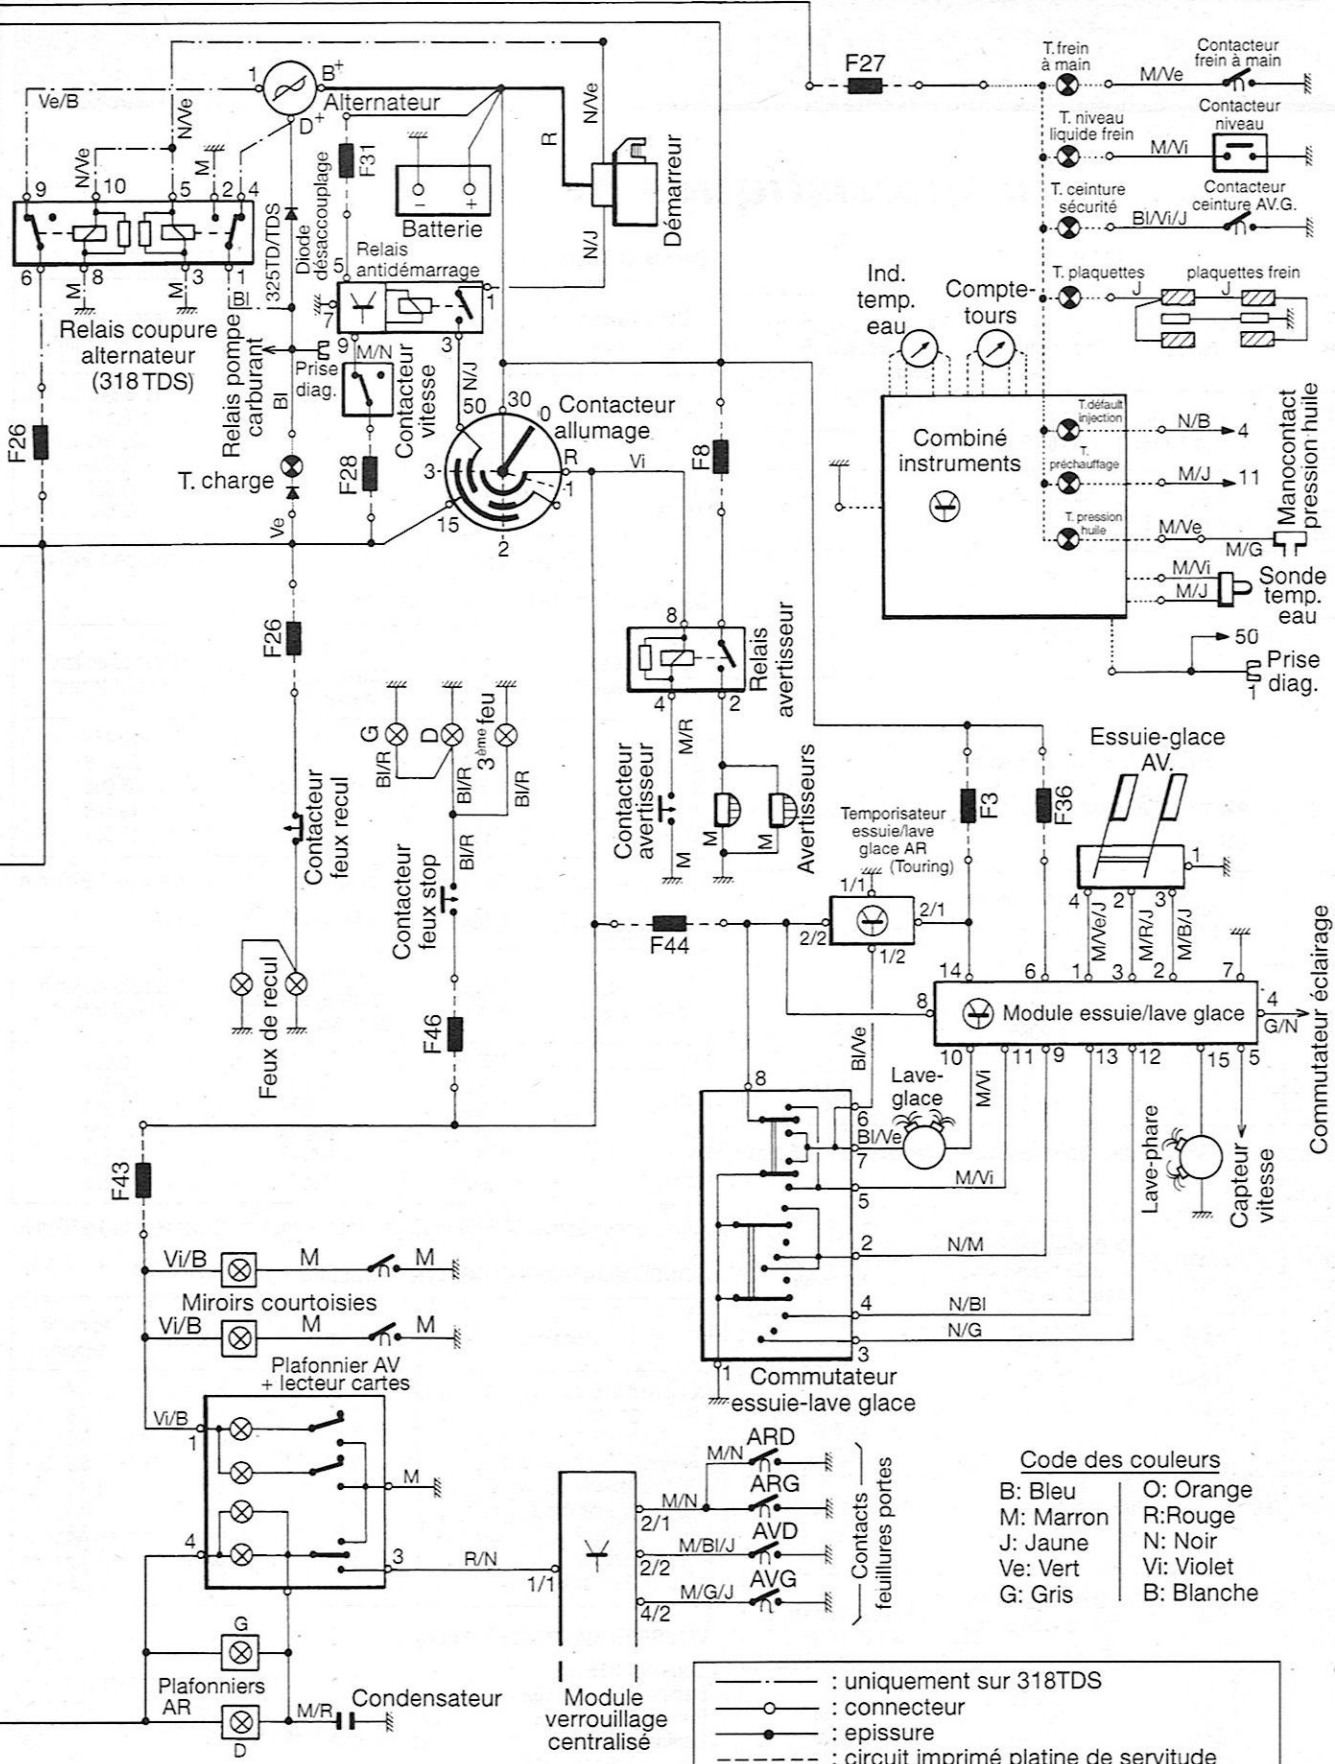 F27
T. frein
à main
M/Ve
Contacteur
frein à main
T. niveau
liquide frein
M/Vi
Contacteur
niveau
T. ceinture
sécurité
Bl/Vi/J
Contacteur
ceinture AV.G.
T. plaquettes
J
plaquettes frein
J
1
B+
Alternateur
D+
Ve/B
N/Ve
N/Ve
M
9
10
5
2
4
6
8
3
1
M
M
Bl
Relais coupure
alternateur
(318 TDS)
325TD/TDS
Diode
désaccouplage
F31
Batterie
-
+
R
N/Ve
Démarreur
N/J
Relais
antidémarrage
5
1
7
9
3
M/N
Prise
diag.
Relais pompe
carburant
Bl
Contacteur
vitesse
N/J
F26
T. charge
Ve
F28
50
30
0
Contacteur
allumage
R
1
3
15
2
Vi
F8
Ind.
temp.
eau
Compte-
tours
Combiné
instruments
T.défault
injection
N/B
4
T.
préchauffage
M/J
11
T. pression
huile
M/Ve
M/G
Manocontact
pression huile
M/Vi
M/J
Sonde
temp.
eau
50
Prise
diag.
1
F26
Contacteur
feux recul
Feux de recul
G
D
3ème feu
Bl/R
Bl/R
Bl/R
Bl/R
Contacteur
feux stop
F46
8
4
2
Relais
avertisseur
M/R
Contacteur
avertisseur
M
M
M
Avertisseurs
Temporisateur
essuie/lave
glace AR
(Touring)
1/1
2/1
2/2
1/2
F44
F3
F36
Essuie-glace
AV.
1
4
2
3
M/Ve/J
M/R/J
M/B/J
14
6
1
3
2
7
8
Module essuie/lave glace
4
G/N
Commutateur éclairage
10
11
9
13
12
15
5
Bl/Ve
Lave-
glace
M/Vi
Lave-phare
Capteur
vitesse
8
6
Bl/Ve
7
M/Vi
5
2
N/M
4
N/Bl
N/G
3
1
Commutateur
essuie-lave glace
F43
Vi/B
M
M
Miroirs courtoisies
Vi/B
M
M
Plafonnier AV
+ lecteur cartes
Vi/B
1
M
4
3
R/N
1/1
G
Plafonniers
AR
D
M/R
Condensateur
Module
verrouillage
centralisé
M/N
ARD
M/N
2/1
ARG
M/Bl/J
2/2
AVD
M/G/J
4/2
AVG
Contacts
feuillures portes
Code des couleurs
B: Bleu
O: Orange
M: Marron
R:Rouge
J: Jaune
N: Noir
Ve: Vert
Vi: Violet
G: Gris
B: Blanche
: uniquement sur 318TDS
: connecteur
: epissure
: circuit imprimé platine de servitude